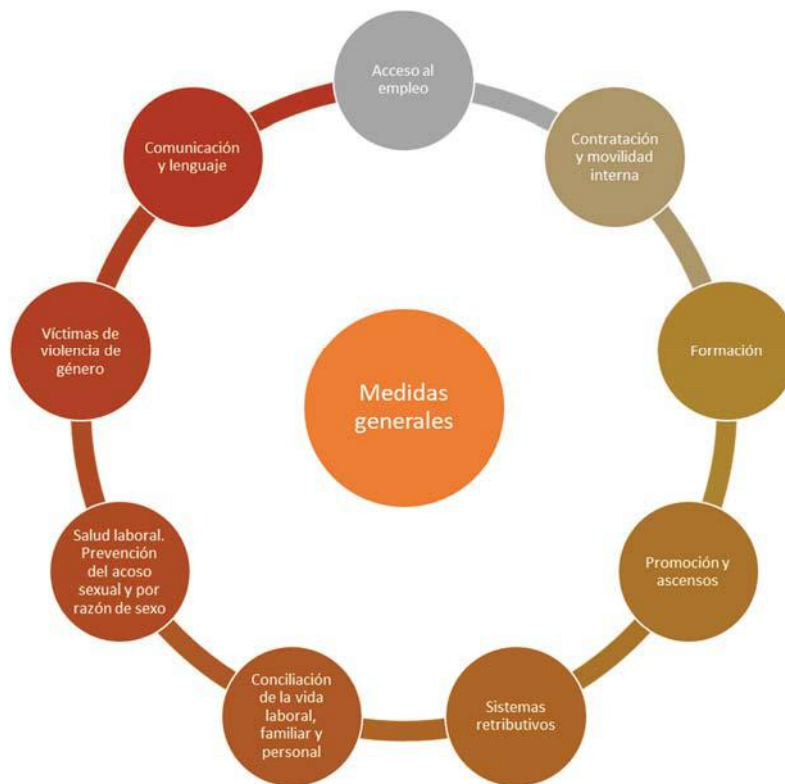 Acceso al
empleo
Contratación
y movilidad
interna
Formación
Promoción y
ascensos
Sistemas
retributivos
Conciliación
de la vida
laboral,
familiar y
personal
Salud laboral.
Prevención
del acoso
sexual y por
razón de sexo
Víctimas de
violencia de
género
Comunicación
y lenguaje
Medidas
generales